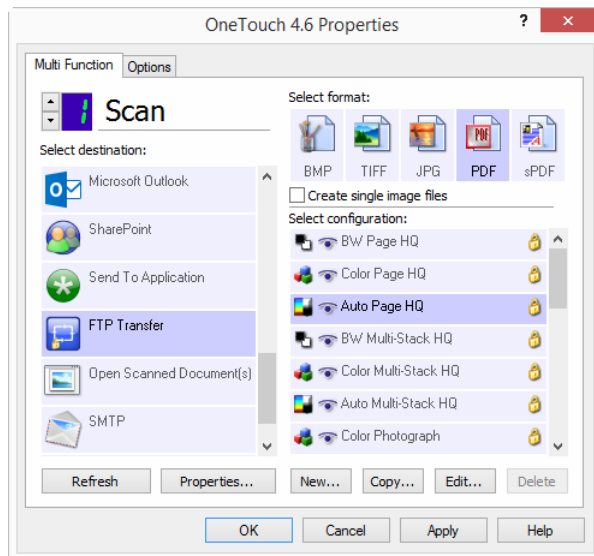 OneTouch 4.6 Properties
?
×
Multi Function
Options
1
Scan
Select destination:
Microsoft Outlook
SharePoint
Send To Application
FTP Transfer
Open Scanned Document(s)
SMTP
Refresh
Properties...
Select format:
PDF
BMP
TIFF
JPG
PDF
sPDF
Create single image files
Select configuration:
BW Page HQ
Color Page HQ
Auto Page HQ
BW Multi-Stack HQ
Color Multi-Stack HQ
Auto Multi-Stack HQ
Color Photograph
New...
Copy...
Edit...
Delete
OK
Cancel
Apply
Help